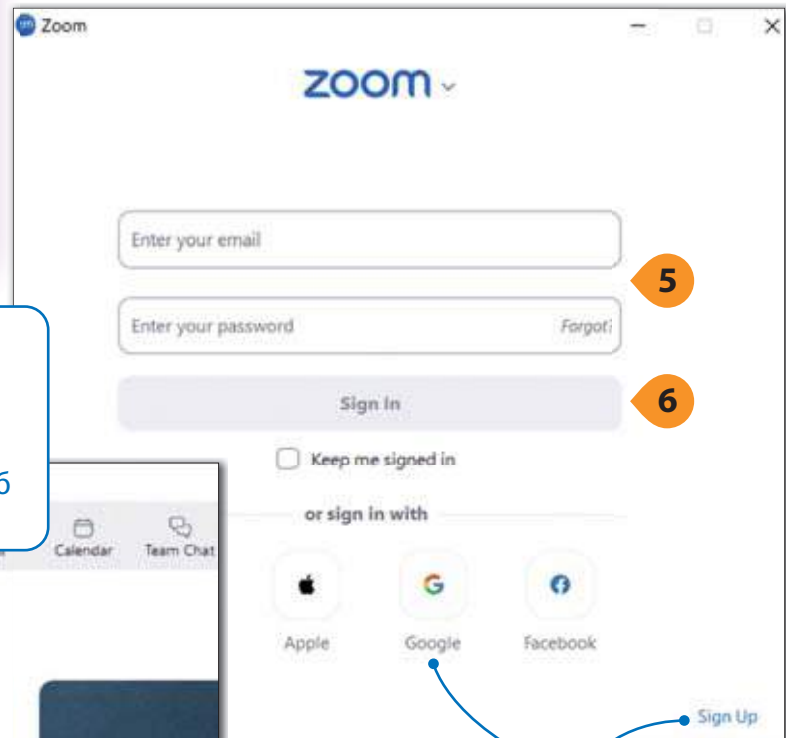 Zoom
zoom
Enter your email
5
Enter your password
Forgot?
Sign In
6
Keep me signed in
б
or sign in with
Calendar
Team Chat
Apple
Google
Facebook
Sign Up